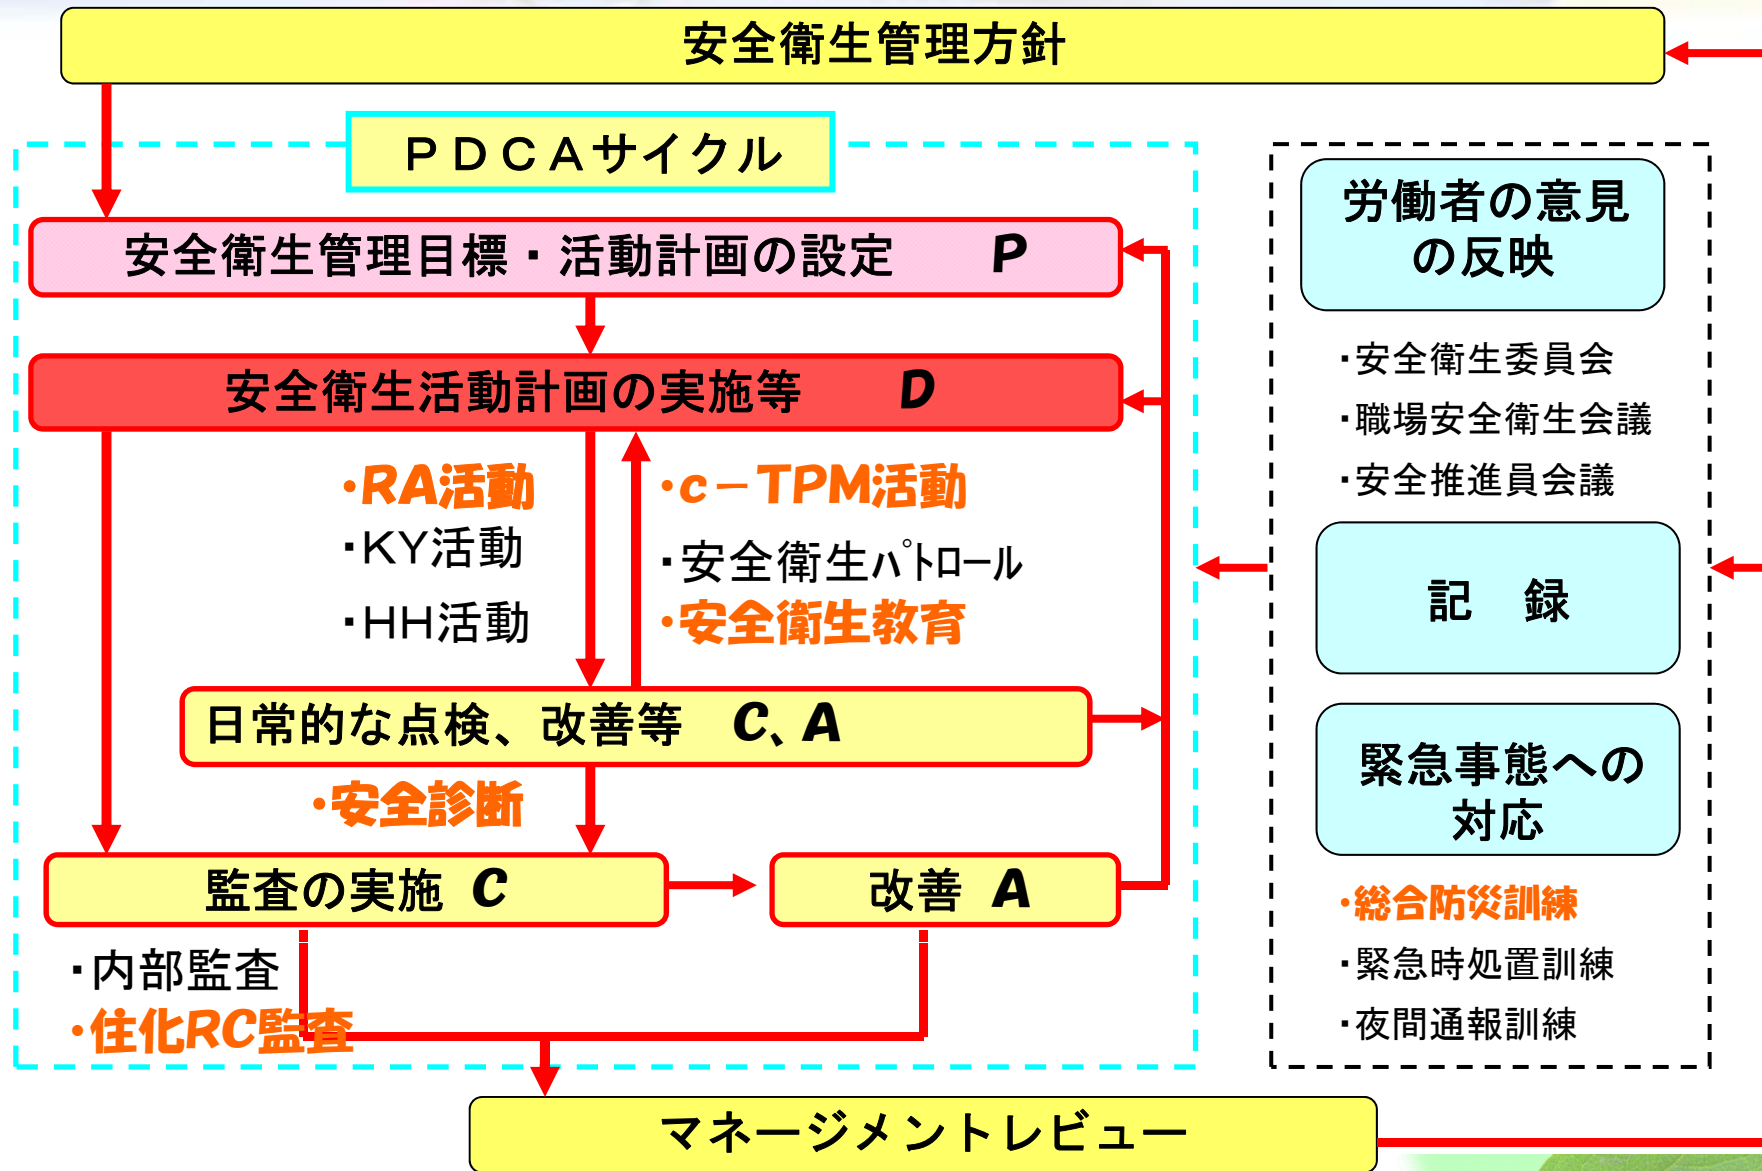 安全衛生管理方針
ＰＤＣＡサイクル
安全衛生管理目標・活動計画の設定　P
安全衛生活動計画の実施等　D
・RA活動
・KY活動
・HH活動
・c－TPM活動
・安全衛生ﾊﾟﾄﾛｰﾙ
・安全衛生教育
日常的な点検、改善等　C、A
・安全診断
監査の実施 C
改善 A
・内部監査
・住化RC監査
労働者の意見
の反映
・安全衛生委員会
・職場安全衛生会議
・安全推進員会議
記　録
緊急事態への
対応
・総合防災訓練
・緊急時処置訓練
・夜間通報訓練
マネージメントレビュー